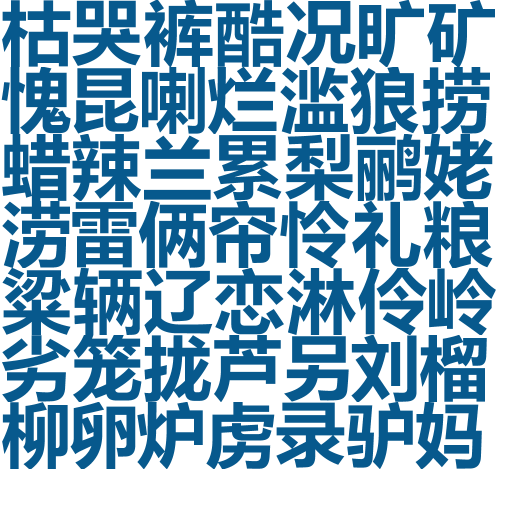 枯哭裤酷况旷矿
愧昆喇烂滥狼捞
蜡辣兰累梨鹂姥
涝雷俩帘怜礼粮
粱辆辽恋淋伶岭
劣笼拢芦另刘榴
柳卵炉虏录驴妈